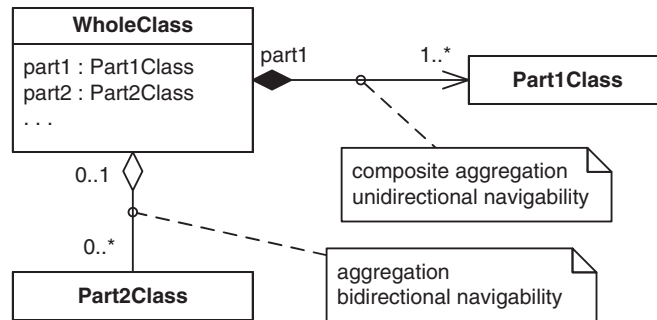 WholeClass
part1 : Part1Class
part2 : Part2Class
. . .
part1
1..*
Part1Class
composite aggregation
unidirectional navigability
0..1
0..*
Part2Class
aggregation
bidirectional navigability